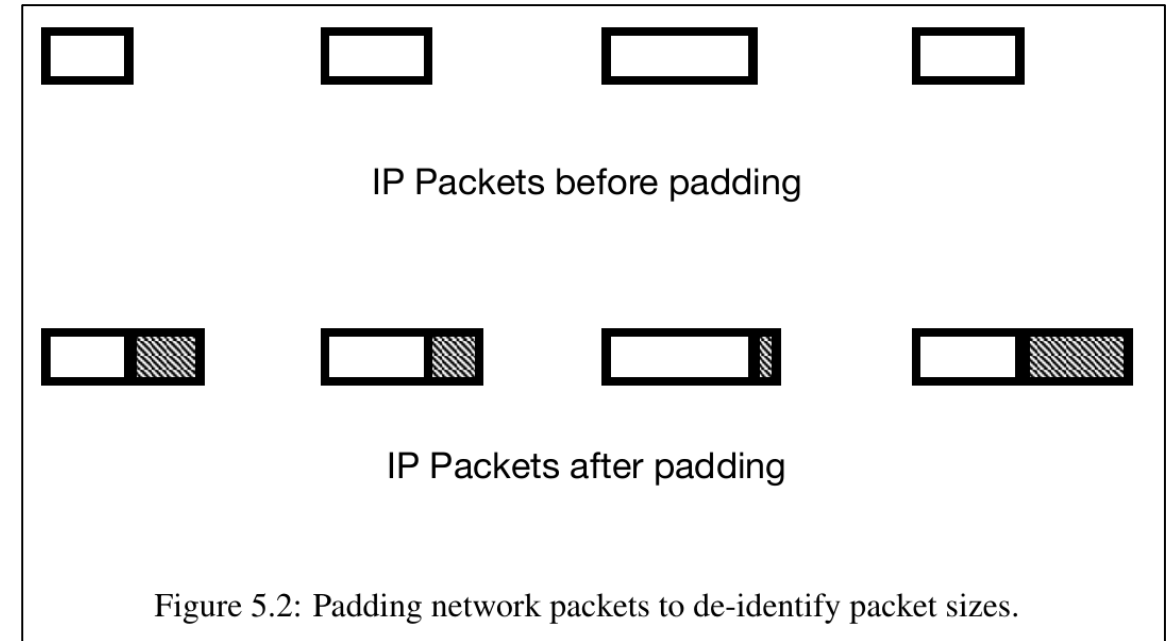 IP Packets before padding
IP Packets after padding
Figure 5.2: Padding network packets to de-identify packet sizes.